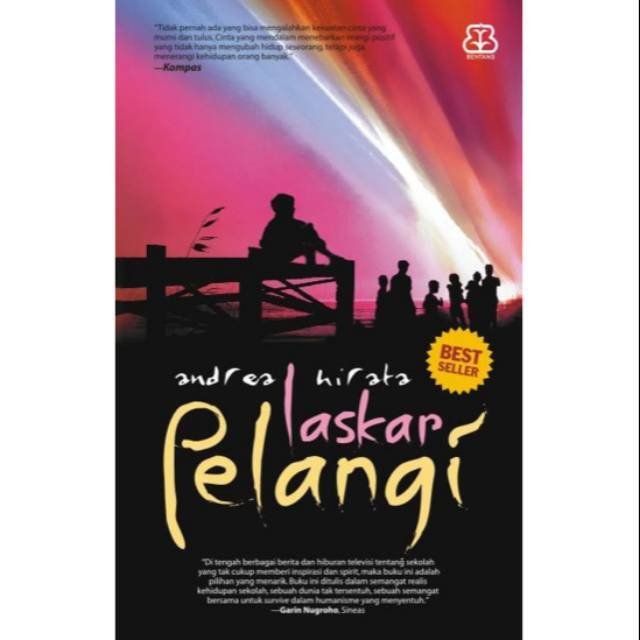 "Tidak pernah ada yang bisa mengalahkan kekuatan cinta yang
murni dan tulus. Cinta yang mendalam menebarkan energi positif
yang tidak hanya mengubah hidup seseorang, tetapi juga
menerangi kehidupan orang banyak."
—Kompas
BENTANG
BEST
SELLER
andrea hirata
laskar
Pelangi
"Di tengah berbagai berita dan hiburan televisi tentang sekolah
yang tak cukup memberi inspirasi dan spirit, maka buku ini adalah
pilihan yang menarik. Buku ini ditulis dalam semangat realis
kehidupan sekolah, sebuah dunia tak tersentuh, sebuah semangat
bersama untuk survive dalam humanisme yang menyentuh."
—Garin Nugroho, Sineas